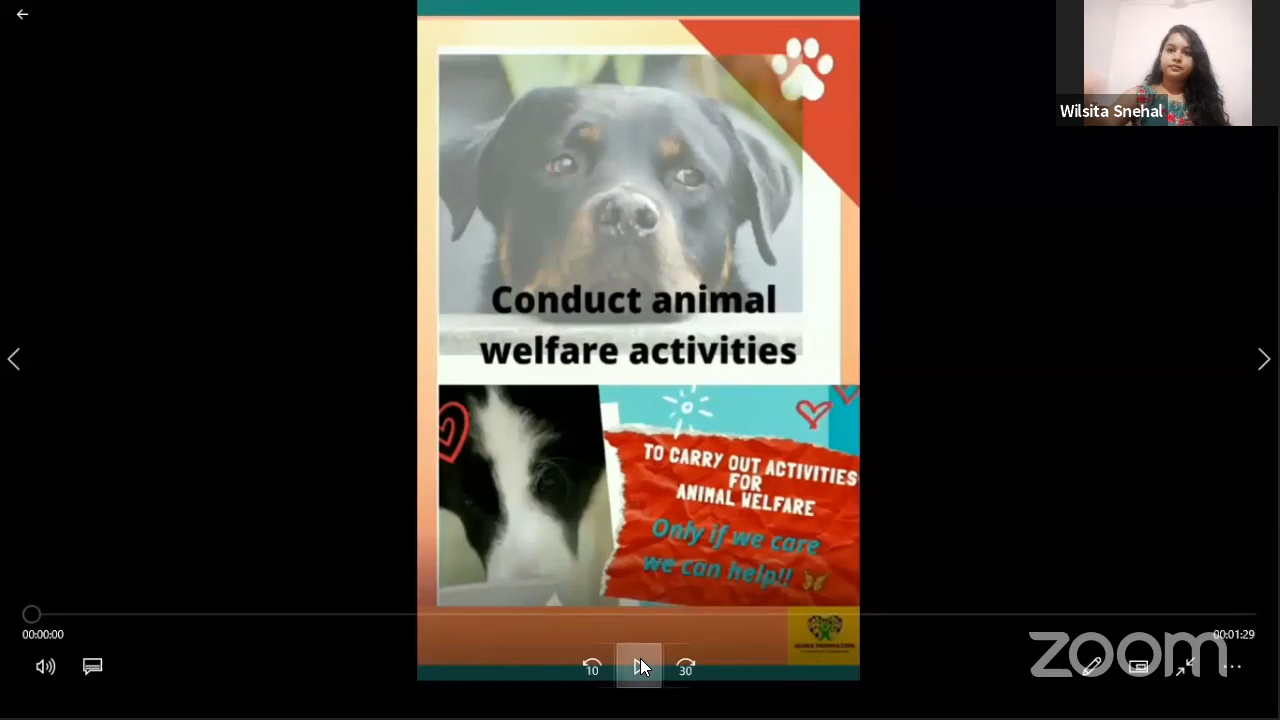 Wilsita Snehal
Conduct animal
welfare activities
TO CARRY OUT ACTIVITIES
FOR
ANIMAL WELFARE
Only if we care
we can help!!
00:00:00
00:01:29
10
30
zoom